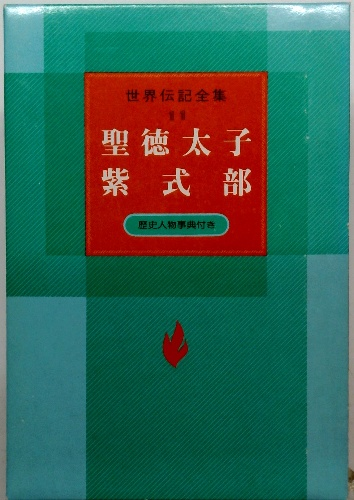 世界伝記全集
11
聖徳太子
紫式部
歴史人物事典付き